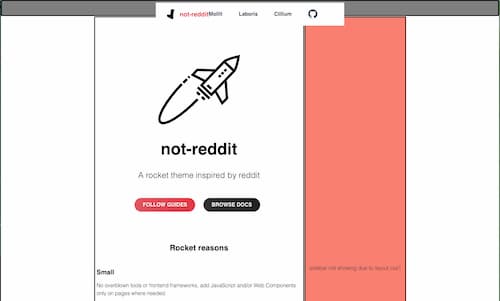 not-reddit Mollit Laboris Cillium
not-reddit
A rocket theme inspired by reddit
FOLLOW GUIDES BROWSE DOCS
Rocket reasons
Small
No overblown tools or frontend frameworks, add JavaScript and/or Web Components
only on pages where needed.
sidebar not showing due to layout css?